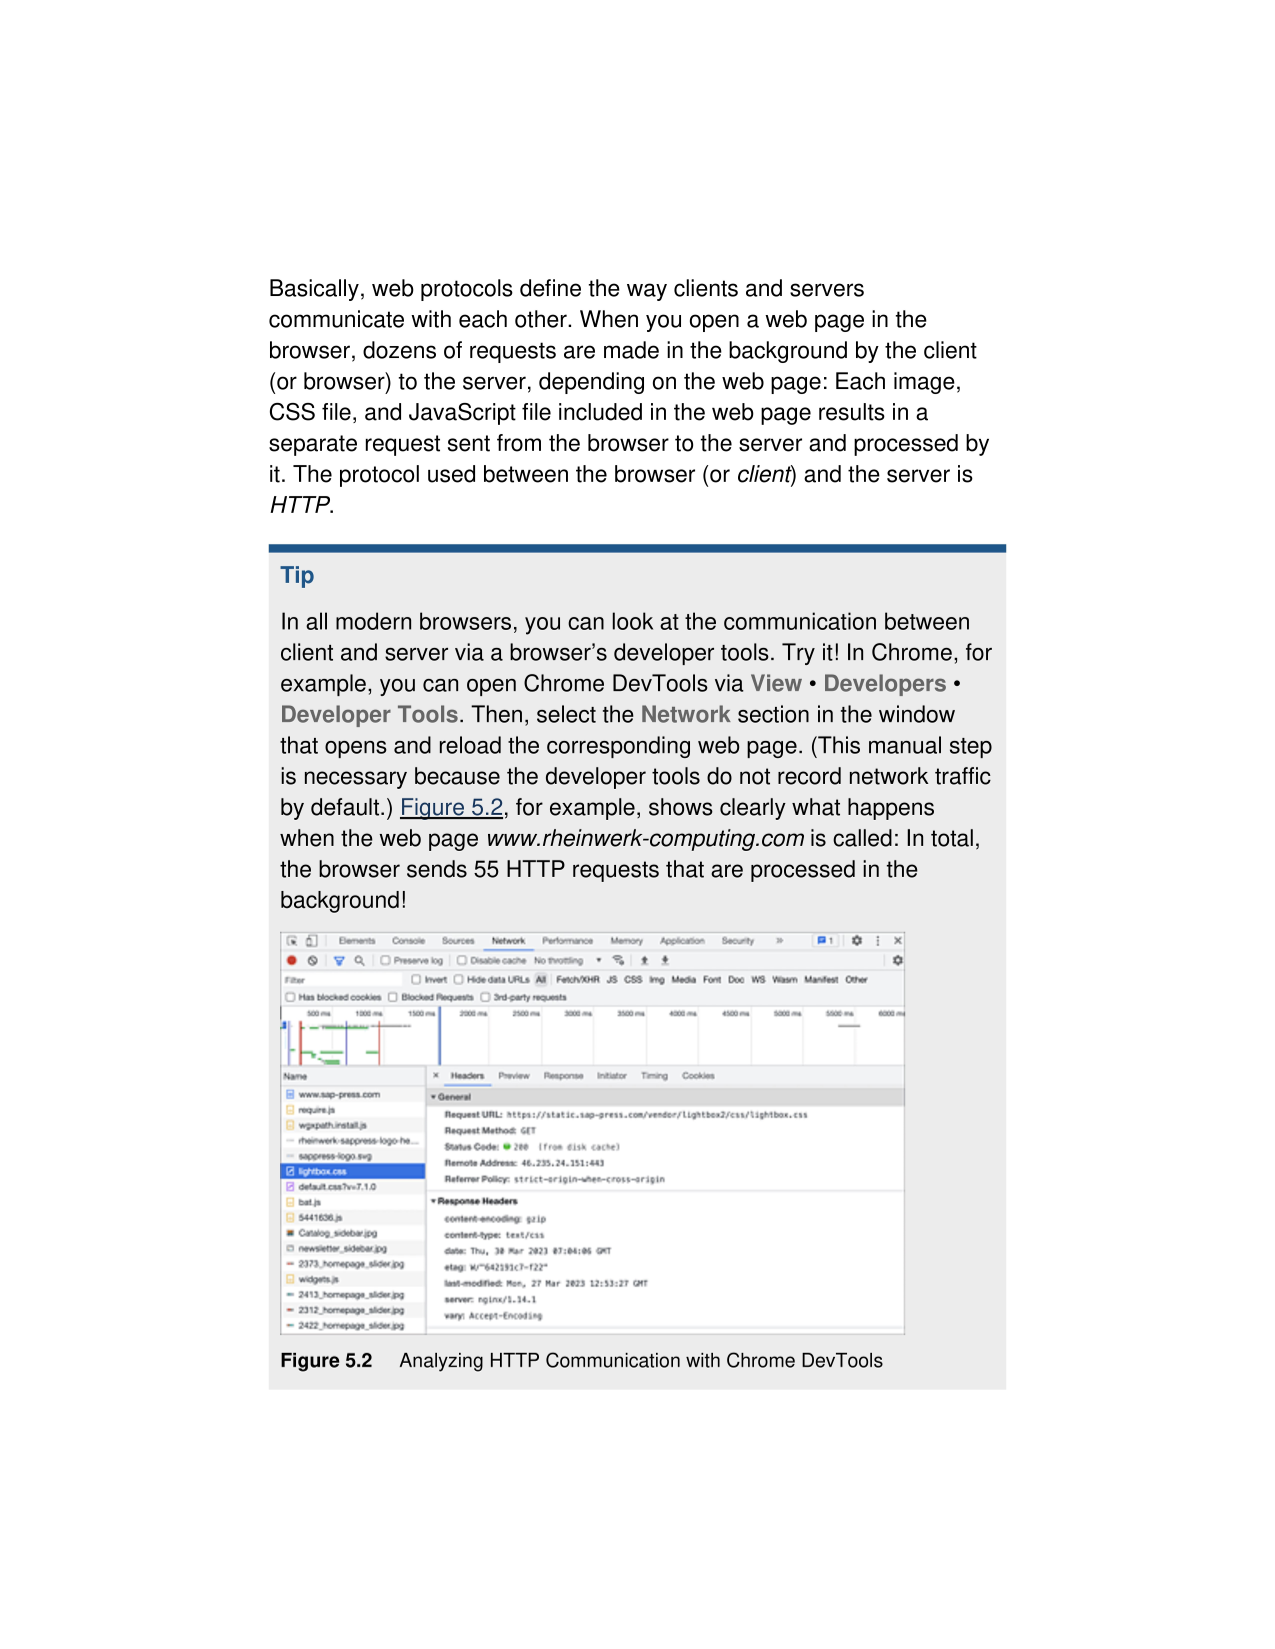 Basically, web protocols define the way clients and servers
communicate with each other. When you open a web page in the
browser, dozens of requests are made in the background by the client
(or browser) to the server, depending on the web page: Each image,
CSS file, and JavaScript file included in the web page results in a
separate request sent from the browser to the server and processed by
it. The protocol used between the browser (or client) and the server is
HTTP.
Tip
In all modern browsers, you can look at the communication between
client and server via a browser’s developer tools. Try it! In Chrome, for
example, you can open Chrome DevTools via View • Developers •
Developer Tools. Then, select the Network section in the window
that opens and reload the corresponding web page. (This manual step
is necessary because the developer tools do not record network traffic
by default.) Figure 5.2, for example, shows clearly what happens
when the web page www.rheinwerk-computing.com is called: In total,
the browser sends 55 HTTP requests that are processed in the
background!
Elements Console Sources Network Performance Memory Application Security » 1
Preserve log Disable cache No throttling
Filter Invert Hide data URLs All Fetch/XHR JS CSS Img Media Font Doc WS Wasm Manifest Other
Has blocked cookies Blocked Requests 3rd-party requests
500 ms 1000 ms 1500 ms 2000 ms 2500 ms 3000 ms 3500 ms 4000 ms 4500 ms 5000 ms 5500 ms 6000 ms
Name × Headers Preview Response Initiator Timing Cookies
www.sap-press.com
require.js
wgxpath.install.js
rheinwerk-sappress-logo-he...
sappress-logo.svg
lightbox.css
default.css?v=7.1.0
bat.js
5441636.js
Catalog_sidebar.jpg
newsletter_sidebar.jpg
2373_homepage_slider.jpg
widgets.js
2413_homepage_slider.jpg
2312_homepage_slider.jpg
2422_homepage_slider.jpg
General
Request URL: https://static.sap-press.com/vendor/lightbox2/css/lightbox.css
Request Method: GET
Status Code: 200 (from disk cache)
Remote Address: 46.235.24.151:443
Referrer Policy: strict-origin-when-cross-origin
Response Headers
content-encoding: gzip
content-type: text/css
date: Thu, 30 Mar 2023 07:04:06 GMT
etag: W/"642191c7-f22"
last-modified: Mon, 27 Mar 2023 12:53:27 GMT
server: nginx/1.14.1
vary: Accept-Encoding
Figure 5.2 Analyzing HTTP Communication with Chrome DevTools